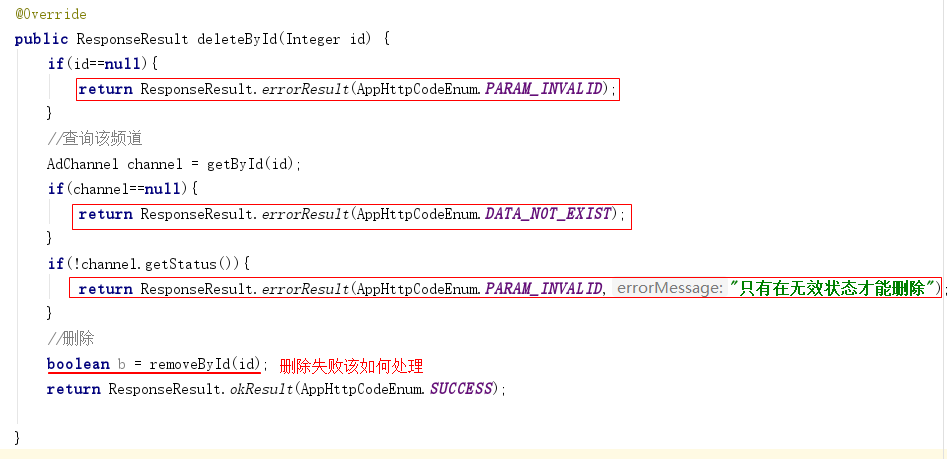 @Override
public ResponseResult deleteById(Integer id) {
if(id==null){
return ResponseResult.errorResult(AppHttpCodeEnum.PARAM_INVALID);
}
//查询该频道
AdChannel channel = getById(id);
if(channel==null){
return ResponseResult.errorResult(AppHttpCodeEnum.DATA_NOT_EXIST);
}
if(!channel.getStatus()){
return ResponseResult.errorResult(AppHttpCodeEnum.PARAM_INVALID, errorMessage: "只有在无效状态才能删除");
}
//删除
boolean b = removeById(id); 删除失败该如何处理
return ResponseResult.okResult(AppHttpCodeEnum.SUCCESS);
}